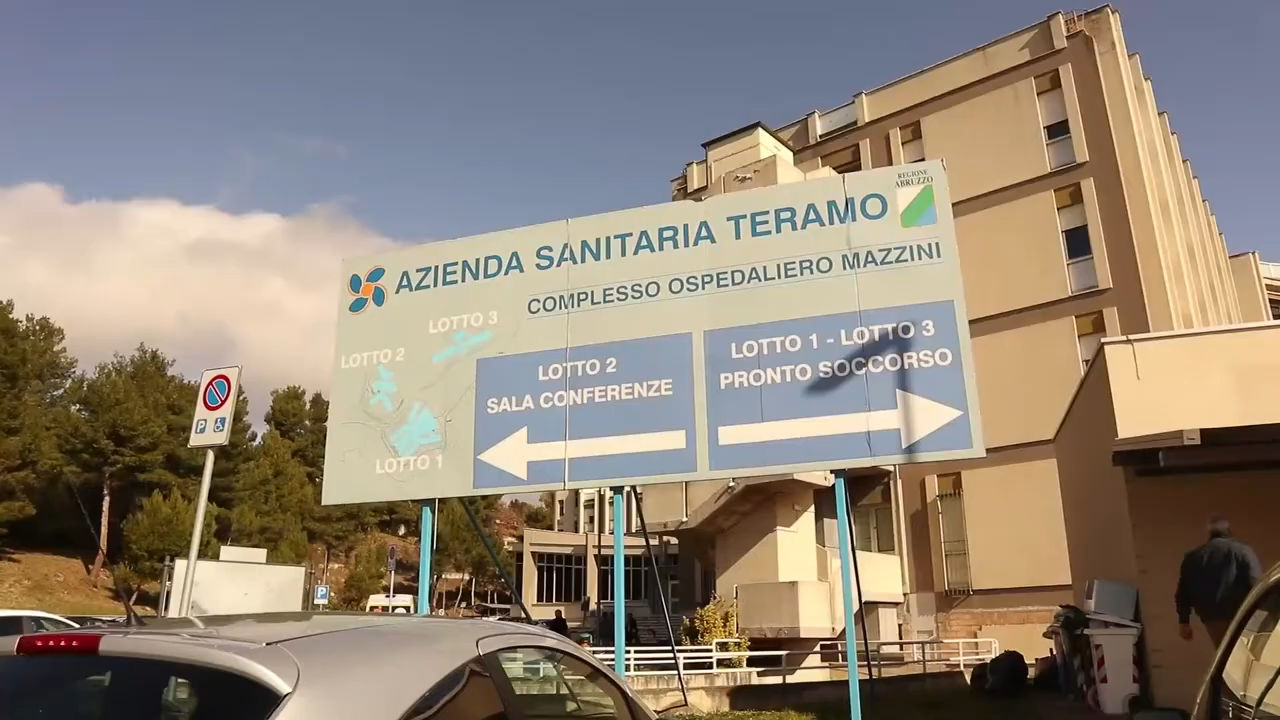 REGIONE
ABRUZZO
AZIENDA SANITARIA TERAMO
COMPLESSO OSPEDALIERO MAZZINI
LOTTO 3
LOTTO 2
LOTTO 1
LOTTO 2
SALA CONFERENZE
LOTTO 1 - LOTTO 3
PRONTO SOCCORSO
P
P